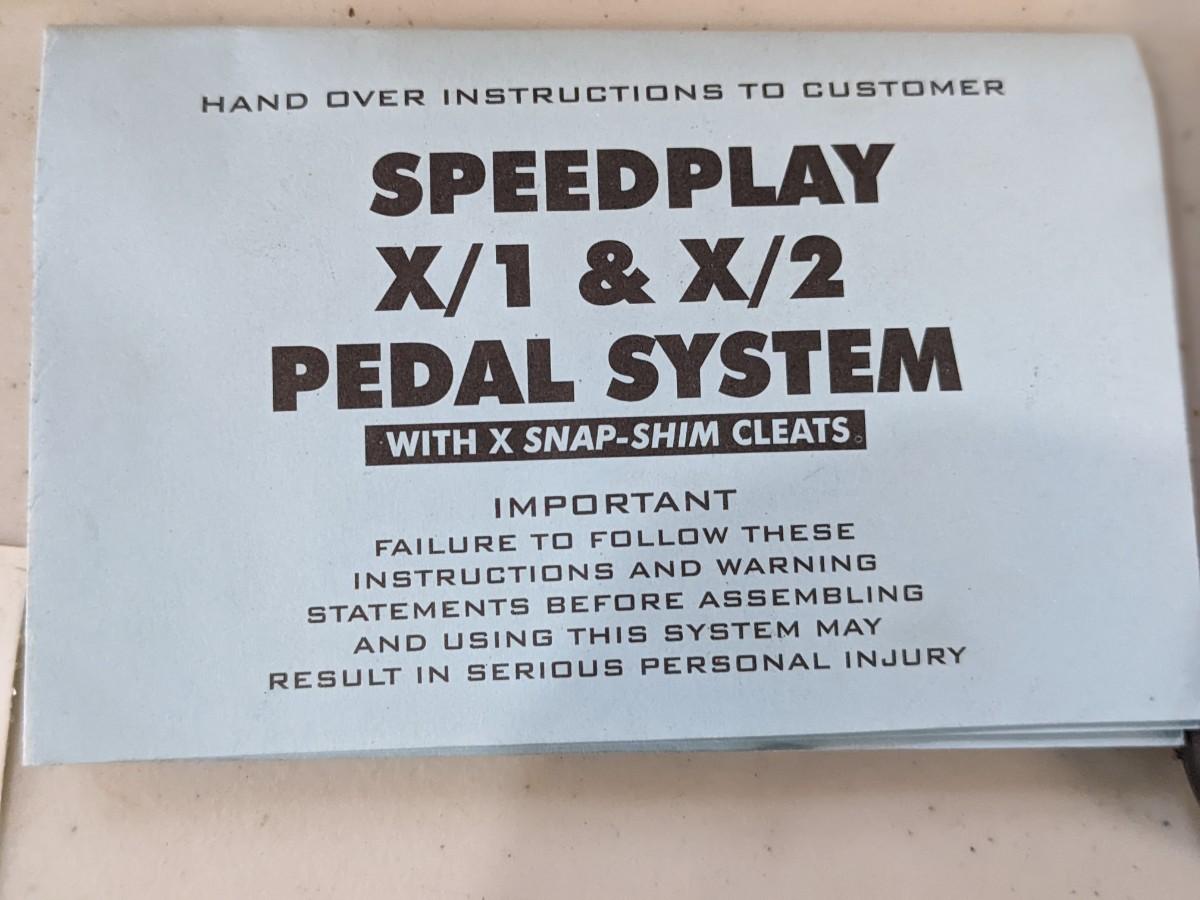 HAND OVER INSTRUCTIONS TO CUSTOMER
SPEEDPLAY
X/1 & X/2
PEDAL SYSTEM
WITH X SNAP-SHIM CLEATS
IMPORTANT
FAILURE TO FOLLOW THESE
INSTRUCTIONS AND WARNING
STATEMENTS BEFORE ASSEMBLING
AND USING THIS SYSTEM MAY
RESULT IN SERIOUS PERSONAL INJURY